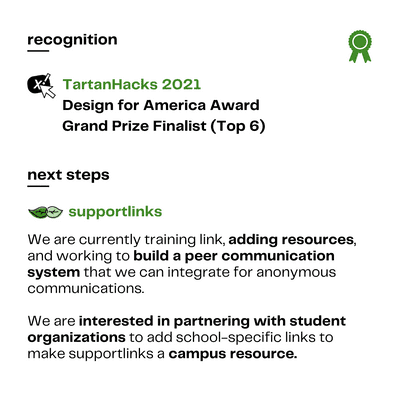 recognition
TartanHacks 2021
Design for America Award
Grand Prize Finalist (Top 6)
next steps
supportlinks
We are currently training link, adding resources,
and working to build a peer communication
system that we can integrate for anonymous
communications.
We are interested in partnering with student
organizations to add school-specific links to
make supportlinks a campus resource.